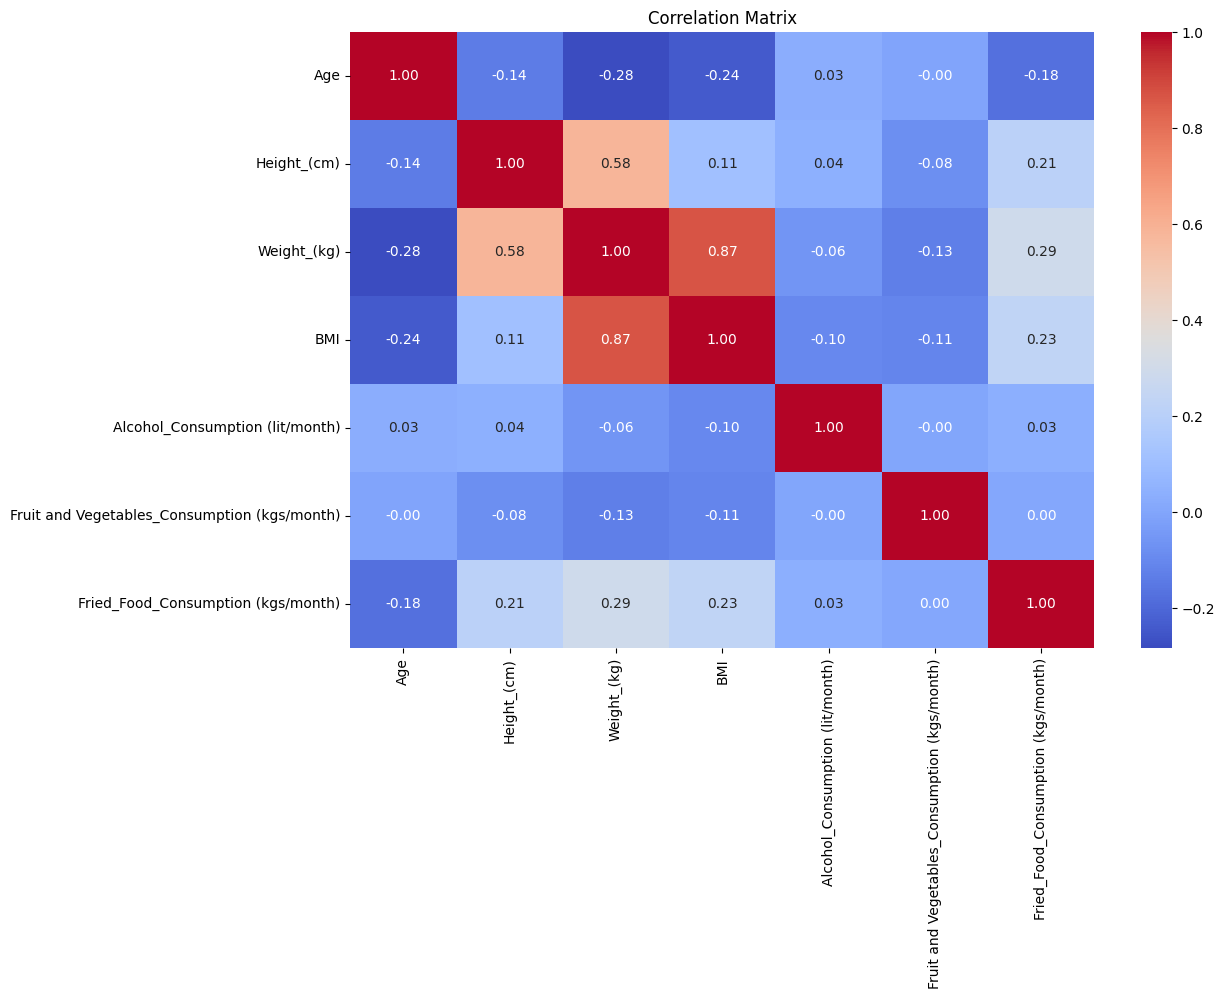 Correlation Matrix
Age 1.00 -0.14 -0.28 -0.24 0.03 -0.00 -0.18
Height_(cm) -0.14 1.00 0.58 0.11 0.04 -0.08 0.21
Weight_(kg) -0.28 0.58 1.00 0.87 -0.06 -0.13 0.29
BMI -0.24 0.11 0.87 1.00 -0.10 -0.11 0.23
Alcohol_Consumption (lit/month) 0.03 0.04 -0.06 -0.10 1.00 -0.00 0.03
Fruit and Vegetables_Consumption (kgs/month) -0.00 -0.08 -0.13 -0.11 -0.00 1.00 0.00
Fried_Food_Consumption (kgs/month) -0.18 0.21 0.29 0.23 0.03 0.00 1.00
Age
Height_(cm)
Weight_(kg)
BMI
Alcohol_Consumption (lit/month)
Fruit and Vegetables_Consumption (kgs/month)
Fried_Food_Consumption (kgs/month)
1.0
0.8
0.6
0.4
0.2
0.0
−0.2